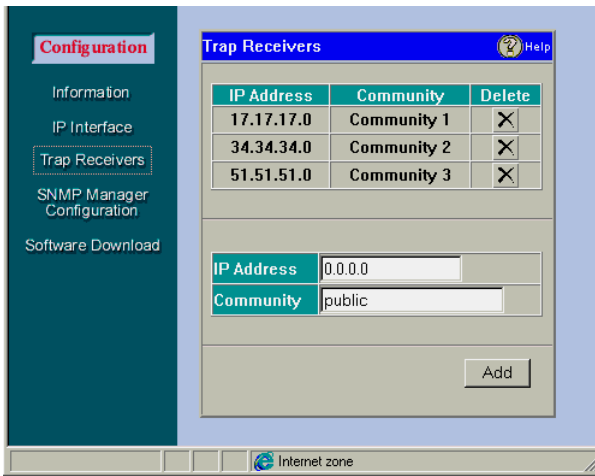 Configuration
Information
IP Interface
Trap Receivers
SNMP Manager
Configuration
Software Download
Trap Receivers
Help
IP Address Community Delete
17.17.17.0 Community 1
34.34.34.0 Community 2
51.51.51.0 Community 3
IP Address 0.0.0.0
Community public
Add
Internet zone